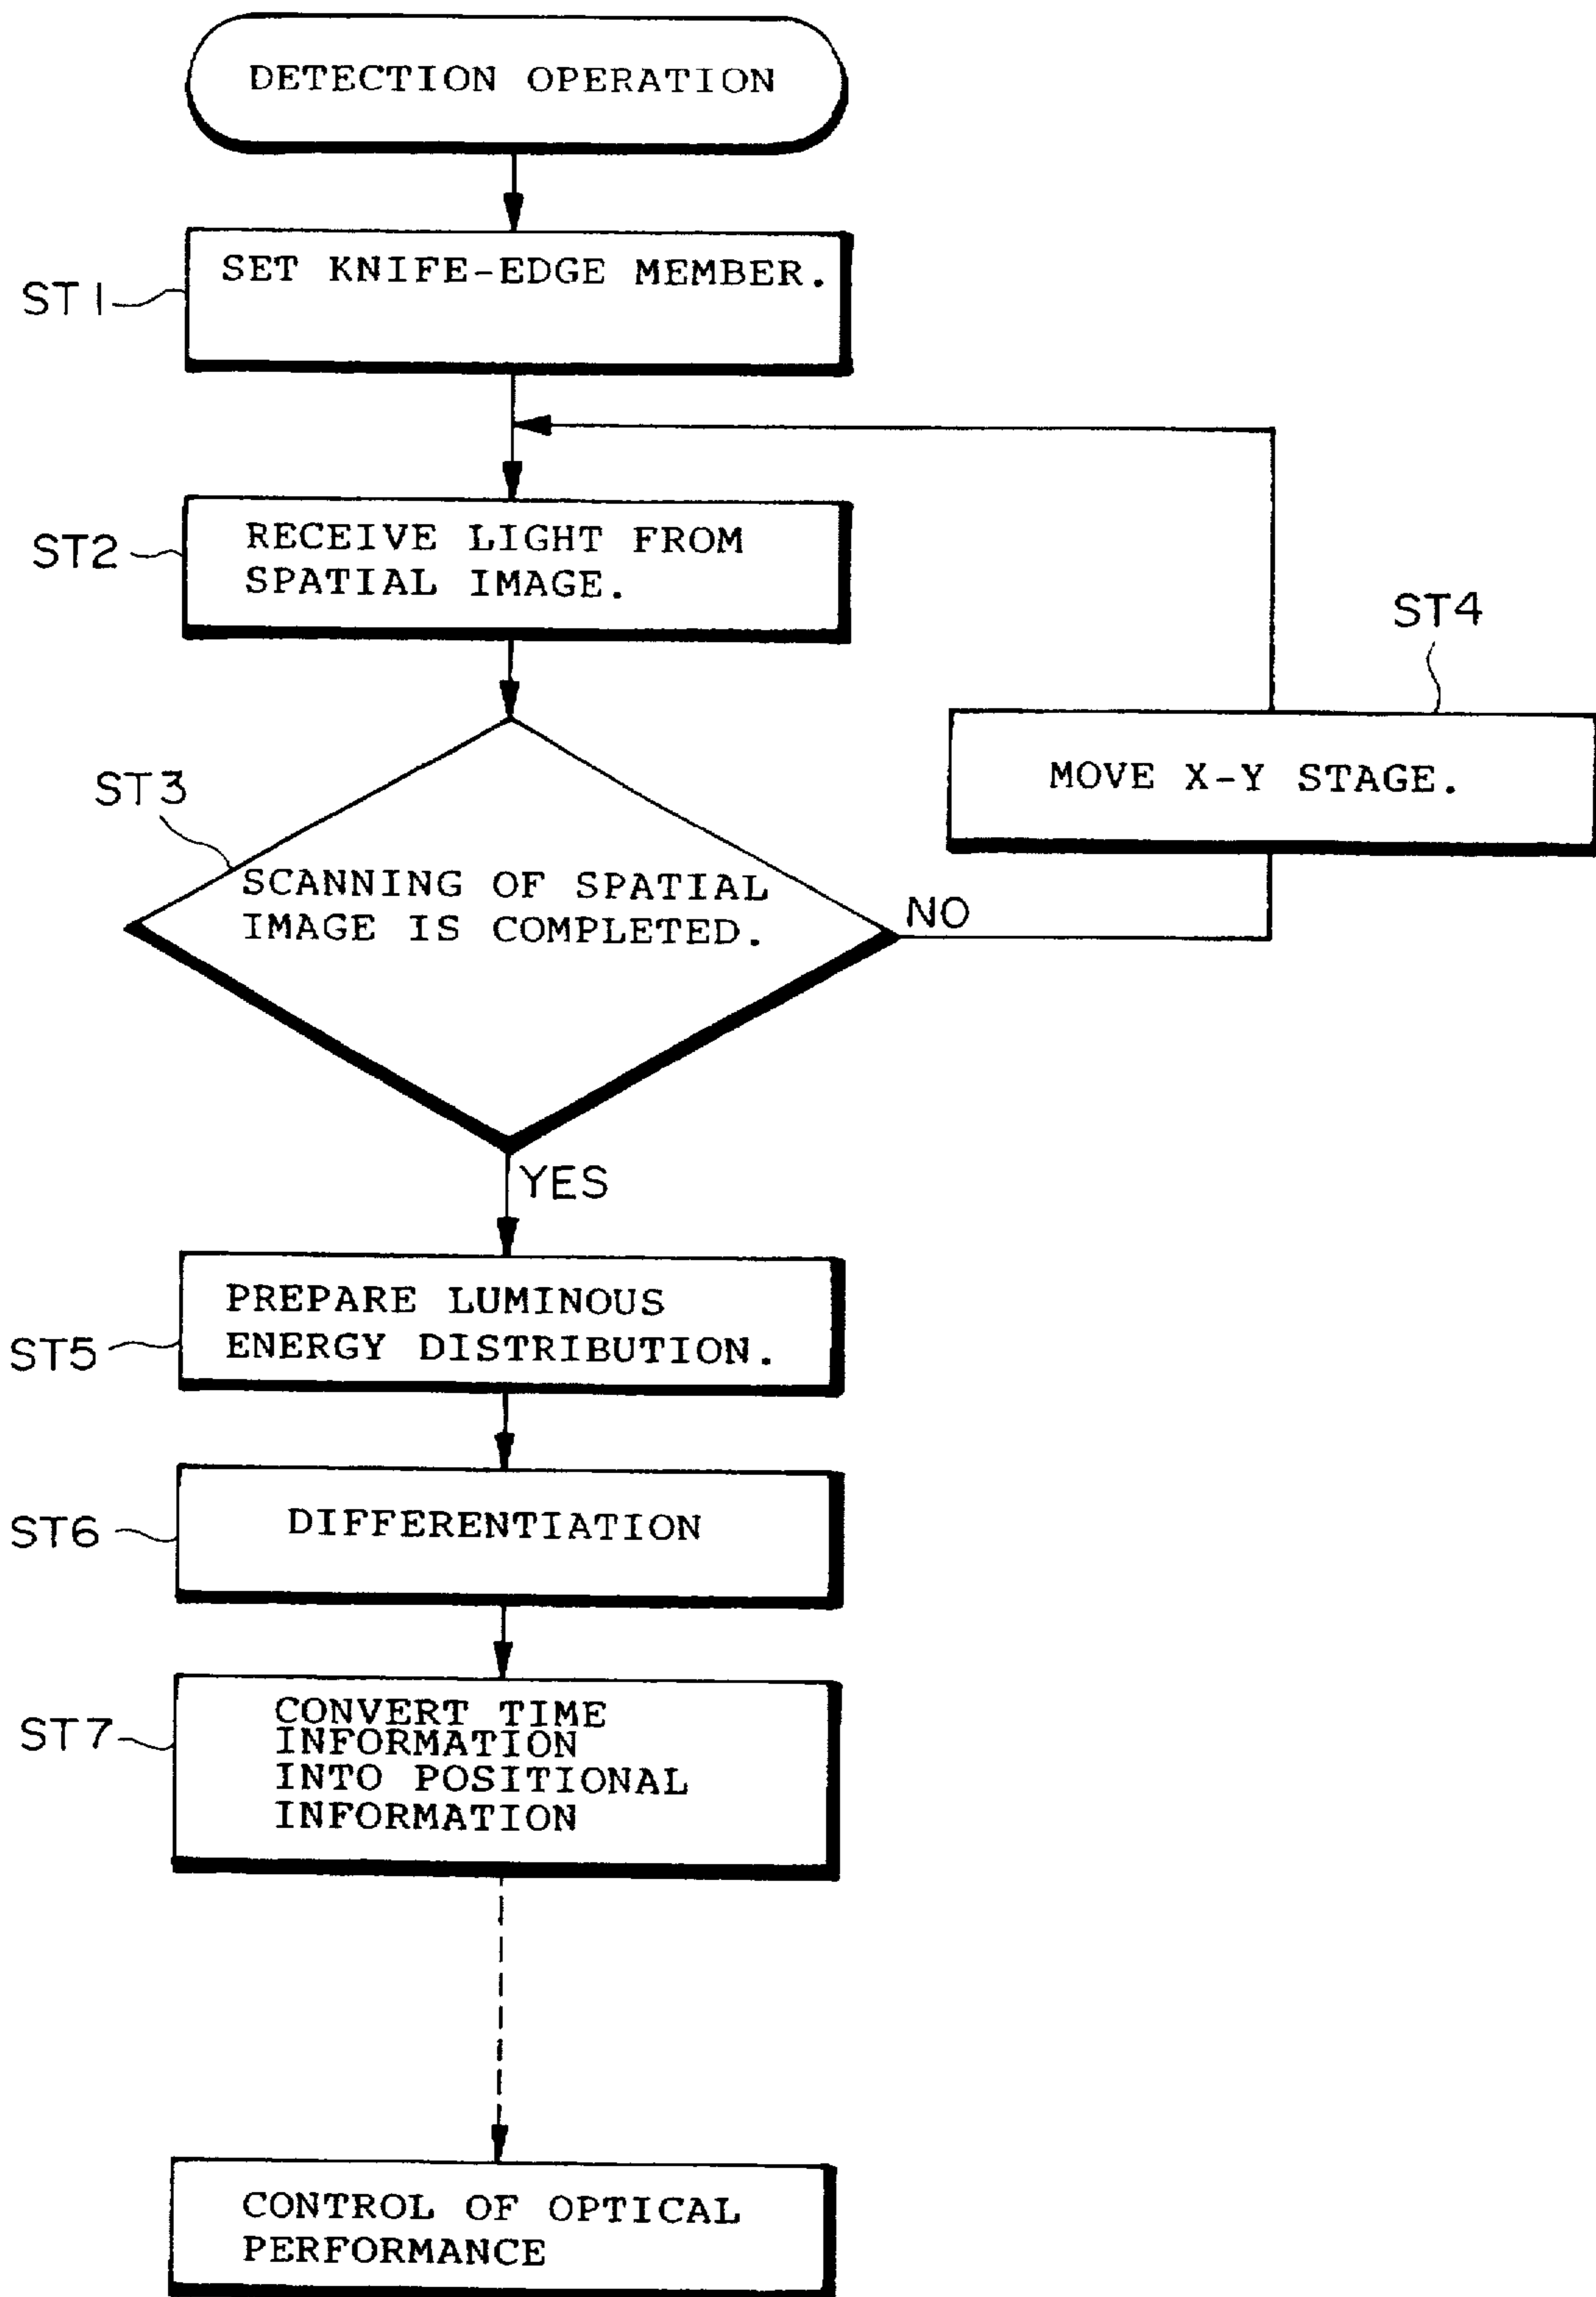 DETECTION OPERATION
ST1
SET KNIFE-EDGE MEMBER.
ST2
RECEIVE LIGHT FROM
SPATIAL IMAGE.
ST4
MOVE X-Y STAGE.
ST3
SCANNING OF SPATIAL
IMAGE IS COMPLETED.
NO
YES
ST5
PREPARE LUMINOUS
ENERGY DISTRIBUTION.
ST6
DIFFERENTIATION
ST7
CONVERT TIME
INFORMATION
INTO POSITIONAL
INFORMATION
CONTROL OF OPTICAL
PERFORMANCE